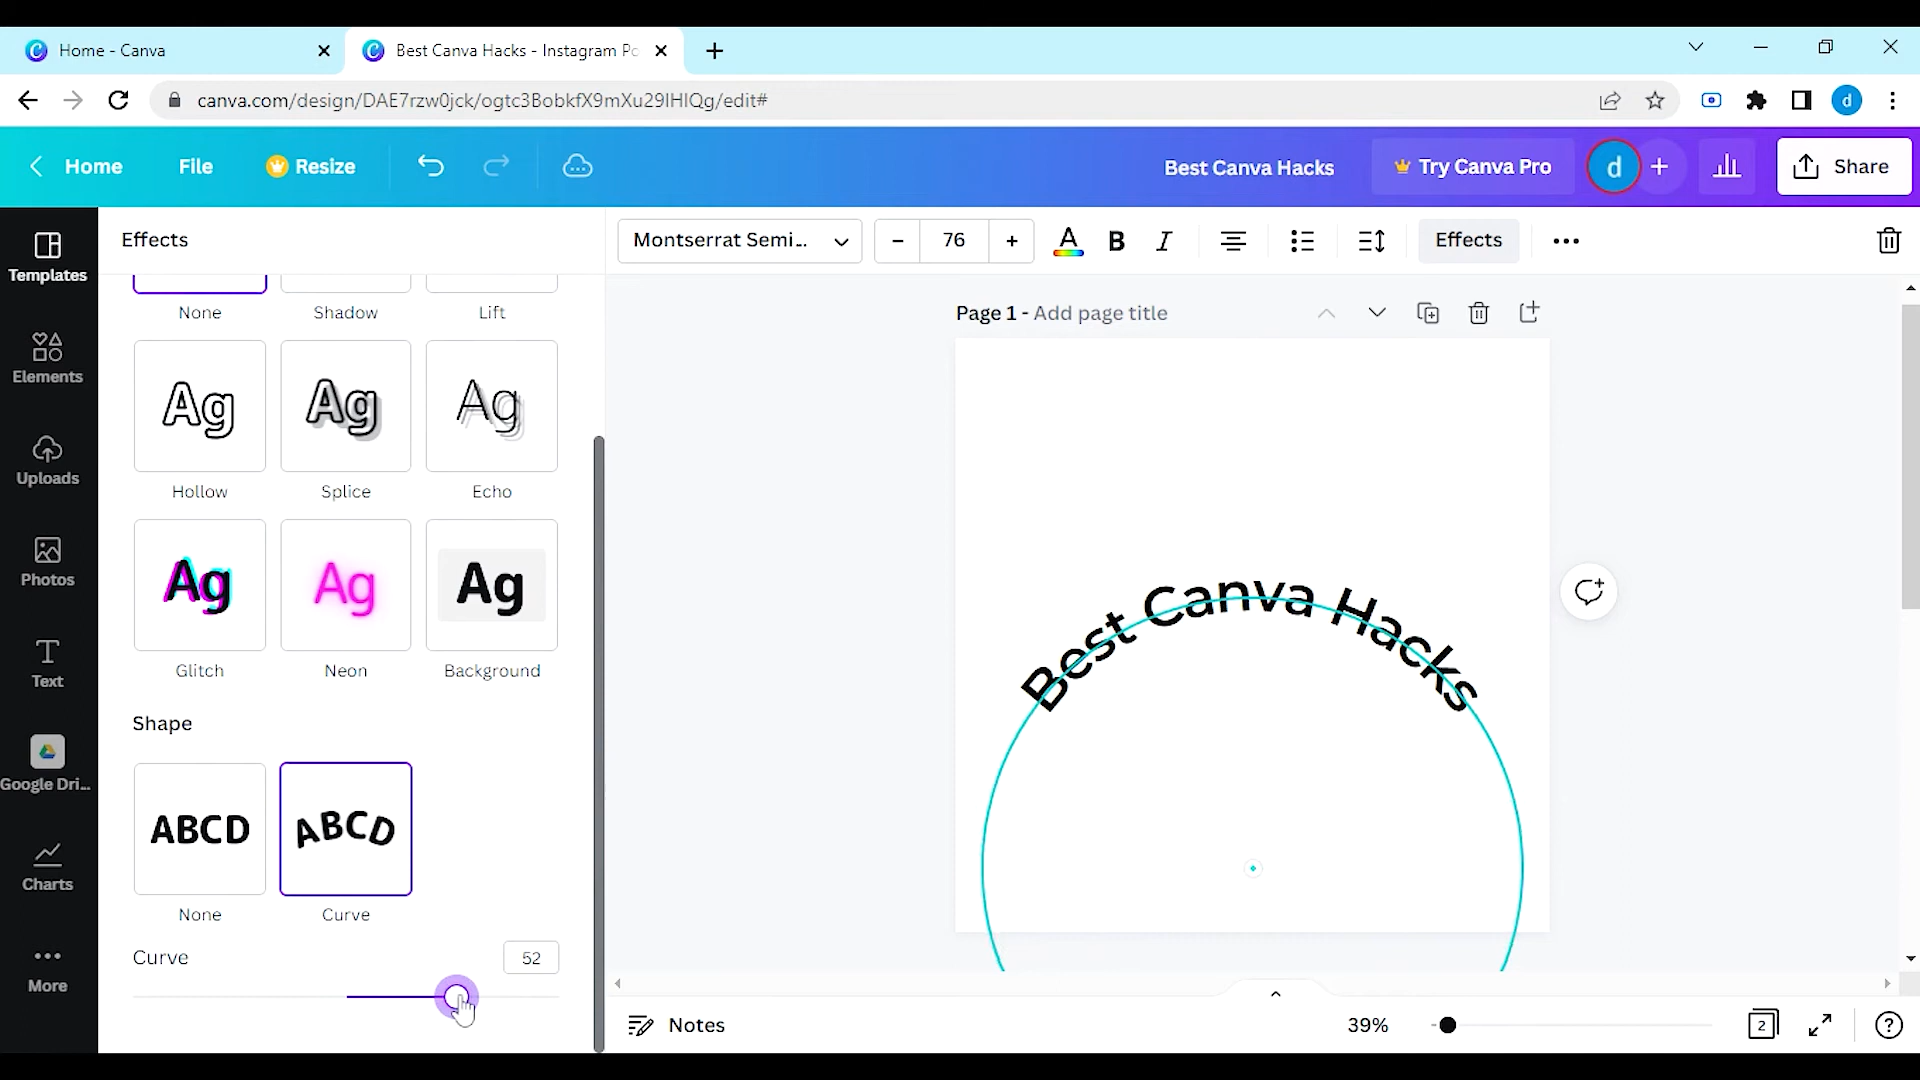 Home - Canva
Best Canva Hacks - Instagram Po
canva.com/design/DAE7rzw0jck/ogtc3BobkfX9mXu29IHIQg/edit#
d
Home
File
Resize
Best Canva Hacks
Try Canva Pro
d
Share
Templates
Elements
Uploads
Photos
Text
Google Dri...
Charts
More
Effects
None
Shadow
Lift
Ag
Ag
Ag
Hollow
Splice
Echo
Ag
Ag
Ag
Glitch
Neon
Background
Shape
ABCD
ABCD
None
Curve
Curve
52
Montserrat Semi...
76
A
B
I
Effects
Page 1 - Add page title
Best Canva Hacks
Notes
39%
2